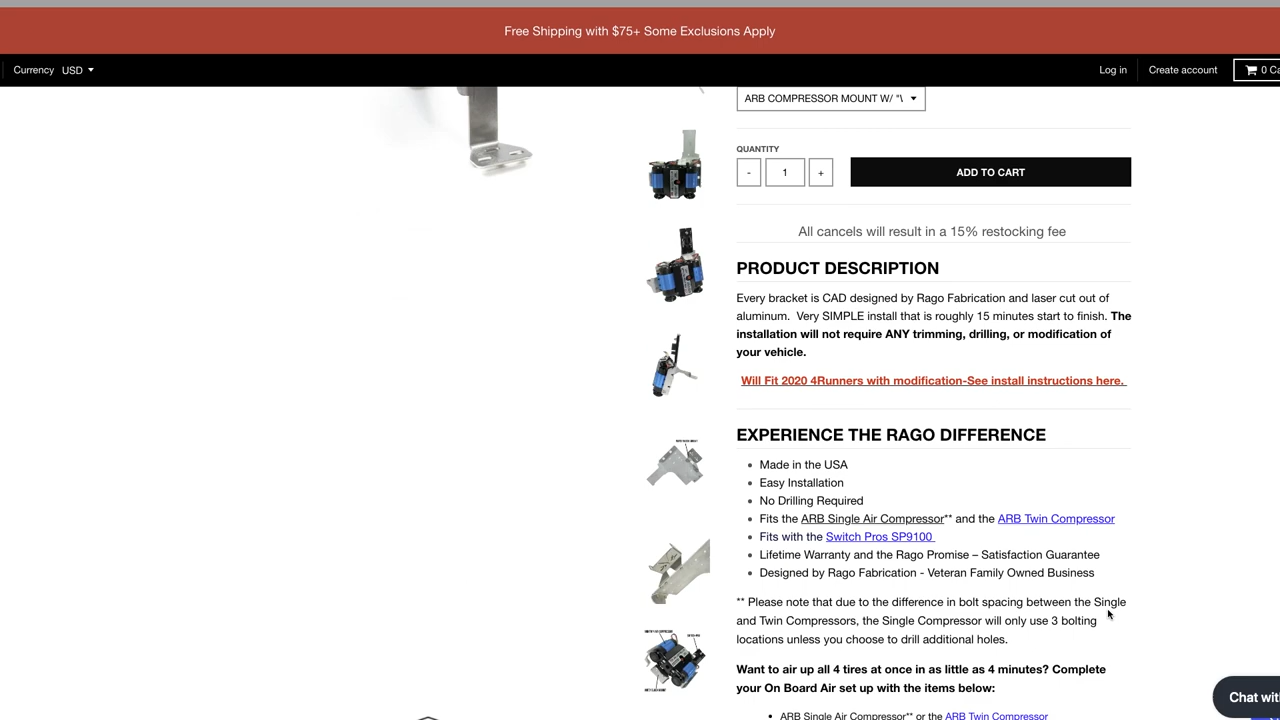 Free Shipping with $75+ Some Exclusions Apply
Currency USD
Log in
Create account
0 Ca
ARB COMPRESSOR MOUNT W/ "\
QUANTITY
- 1 +
ADD TO CART
All cancels will result in a 15% restocking fee
PRODUCT DESCRIPTION
Every bracket is CAD designed by Rago Fabrication and laser cut out of
aluminum.  Very SIMPLE install that is roughly 15 minutes start to finish. The
installation will not require ANY trimming, drilling, or modification of
your vehicle.
Will Fit 2020 4Runners with modification-See install instructions here.
EXPERIENCE THE RAGO DIFFERENCE
• Made in the USA
• Easy Installation
• No Drilling Required
• Fits the ARB Single Air Compressor** and the ARB Twin Compressor
• Fits with the Switch Pros SP9100
• Lifetime Warranty and the Rago Promise – Satisfaction Guarantee
• Designed by Rago Fabrication - Veteran Family Owned Business
** Please note that due to the difference in bolt spacing between the Single
and Twin Compressors, the Single Compressor will only use 3 bolting
locations unless you choose to drill additional holes.
Want to air up all 4 tires at once in as little as 4 minutes? Complete
your On Board Air set up with the items below:
• ARB Single Air Compressor** or the ARB Twin Compressor
Chat wit